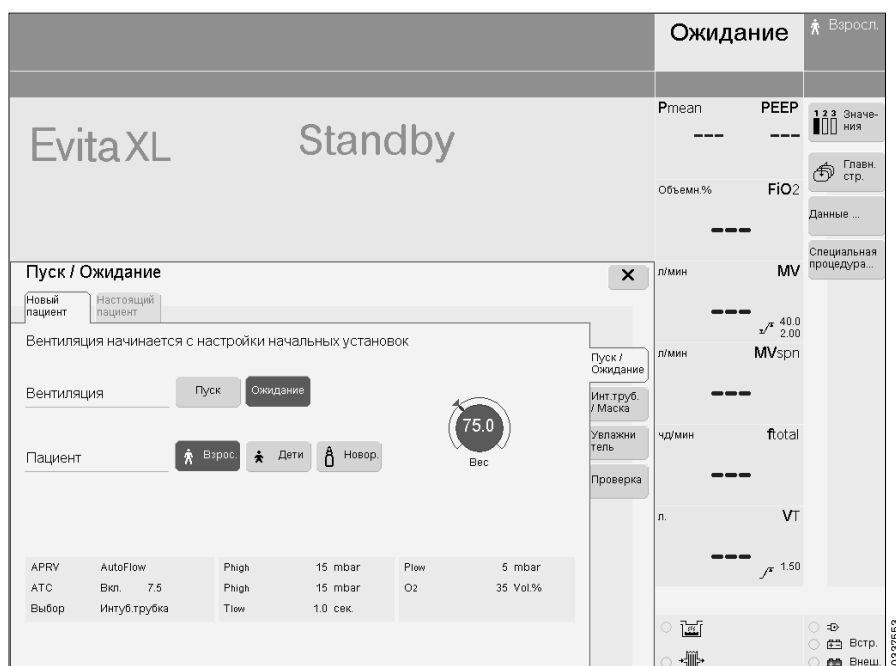 Ожидание
Взросл.
Evita XL
Standby
Pmean PEEP
--- ---
1 2 3 Значе-
ния
Главн.
стр.
Объемн.% FiO2
---
Данные ...
Специальная
процедура...
Пуск / Ожидание
Новый
пациент
Настоящий
пациент
Вентиляция начинается с настройки начальных установок
Вентиляция
Пуск
Ожидание
Пациент
Взрос.
Дети
Новор.
75.0
Вес
Пуск /
Ожидание
Инт.труб.
/ Маска
Увлажни
тель
Проверка
л/мин MV
---
40.0
2.00
л/мин MVspn
---
чд/мин ftotal
---
л. VT
---
1.50
APRV AutoFlow Phigh 15 mbar Plow 5 mbar
ATC Вкл. 7.5 Phigh 15 mbar O2 35 Vol.%
Выбор Интуб.трубка Tlow 1.0 сек.
Встр.
Внеш.